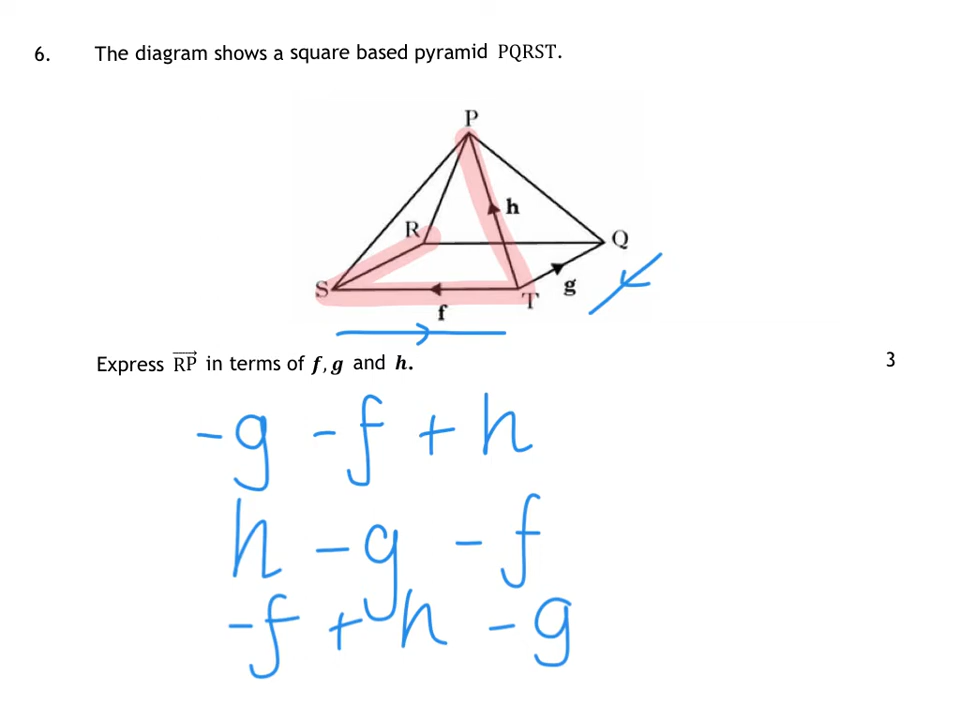 6. The diagram shows a square based pyramid PQRST.
P
h
R
Q
S
T
g
f
Express RP in terms of f, g and h.
3
-g -f + h
h - g - f
-f + h - g